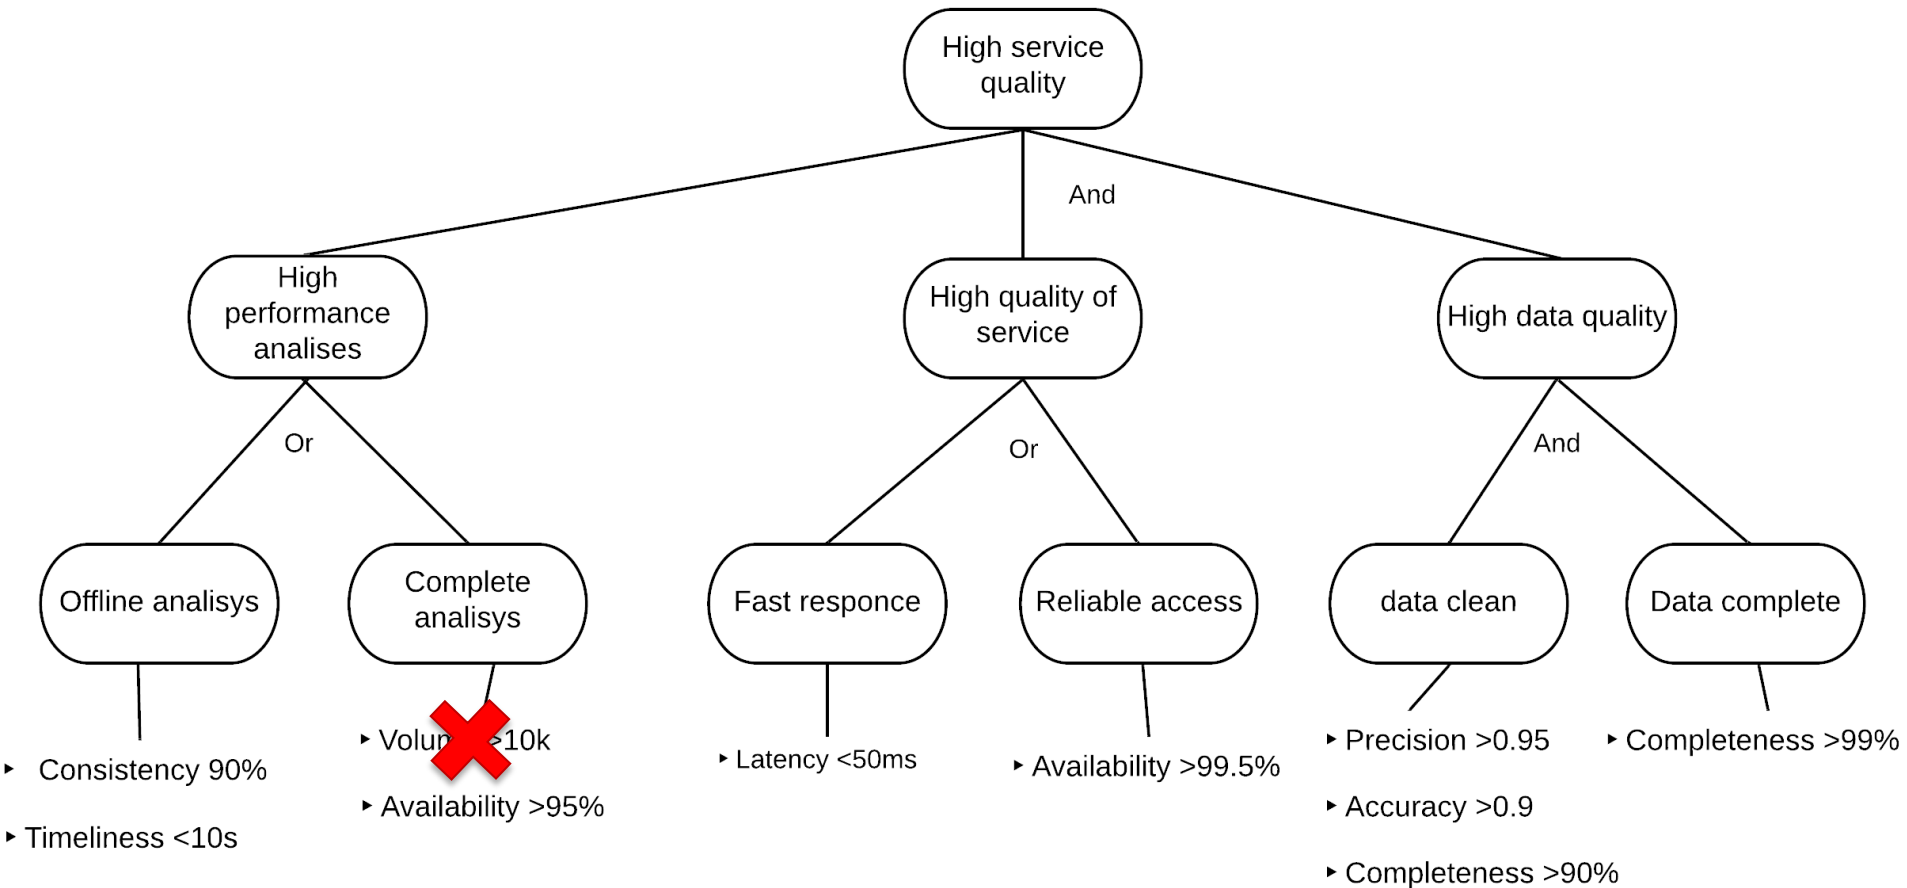 High service
quality
And
High
performance
analises
High quality of
service
High data quality
Or
Or
And
Offline analisys
Complete
analisys
Fast responce
Reliable access
data clean
Data complete
‣ Consistency 90%
‣ Timeliness <10s
‣ >10k
‣ Availability >95%
‣ Latency <50ms
‣ Availability >99.5%
‣ Precision >0.95
‣ Accuracy >0.9
‣ Completeness >90%
‣ Completeness >99%